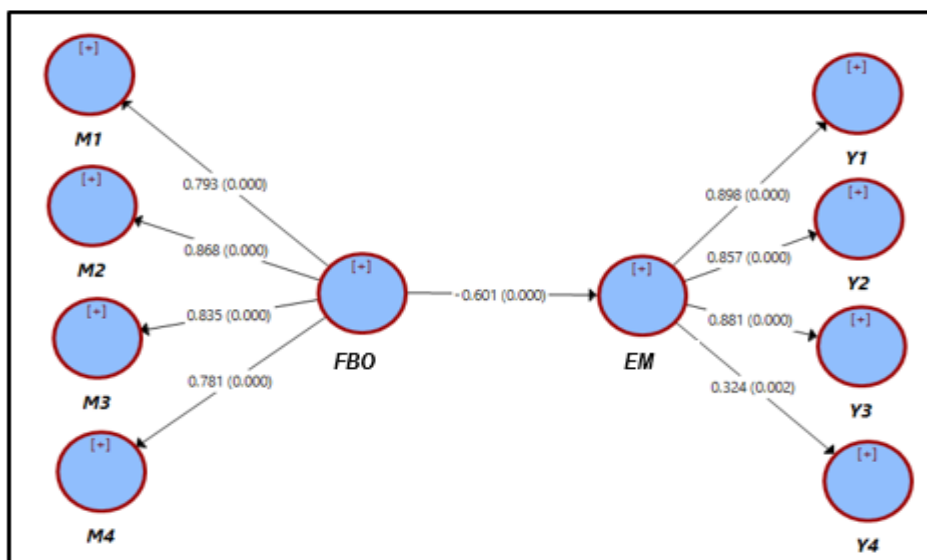 [+]
M1
[+]
M2
[+]
M3
[+]
M4
0.793 (0.000)
0.868 (0.000)
0.835 (0.000)
0.781 (0.000)
[+]
FBO
-0.601 (0.000)
[+]
EM
0.898 (0.000)
0.857 (0.000)
0.881 (0.000)
0.324 (0.002)
[+]
Y1
[+]
Y2
[+]
Y3
[+]
Y4